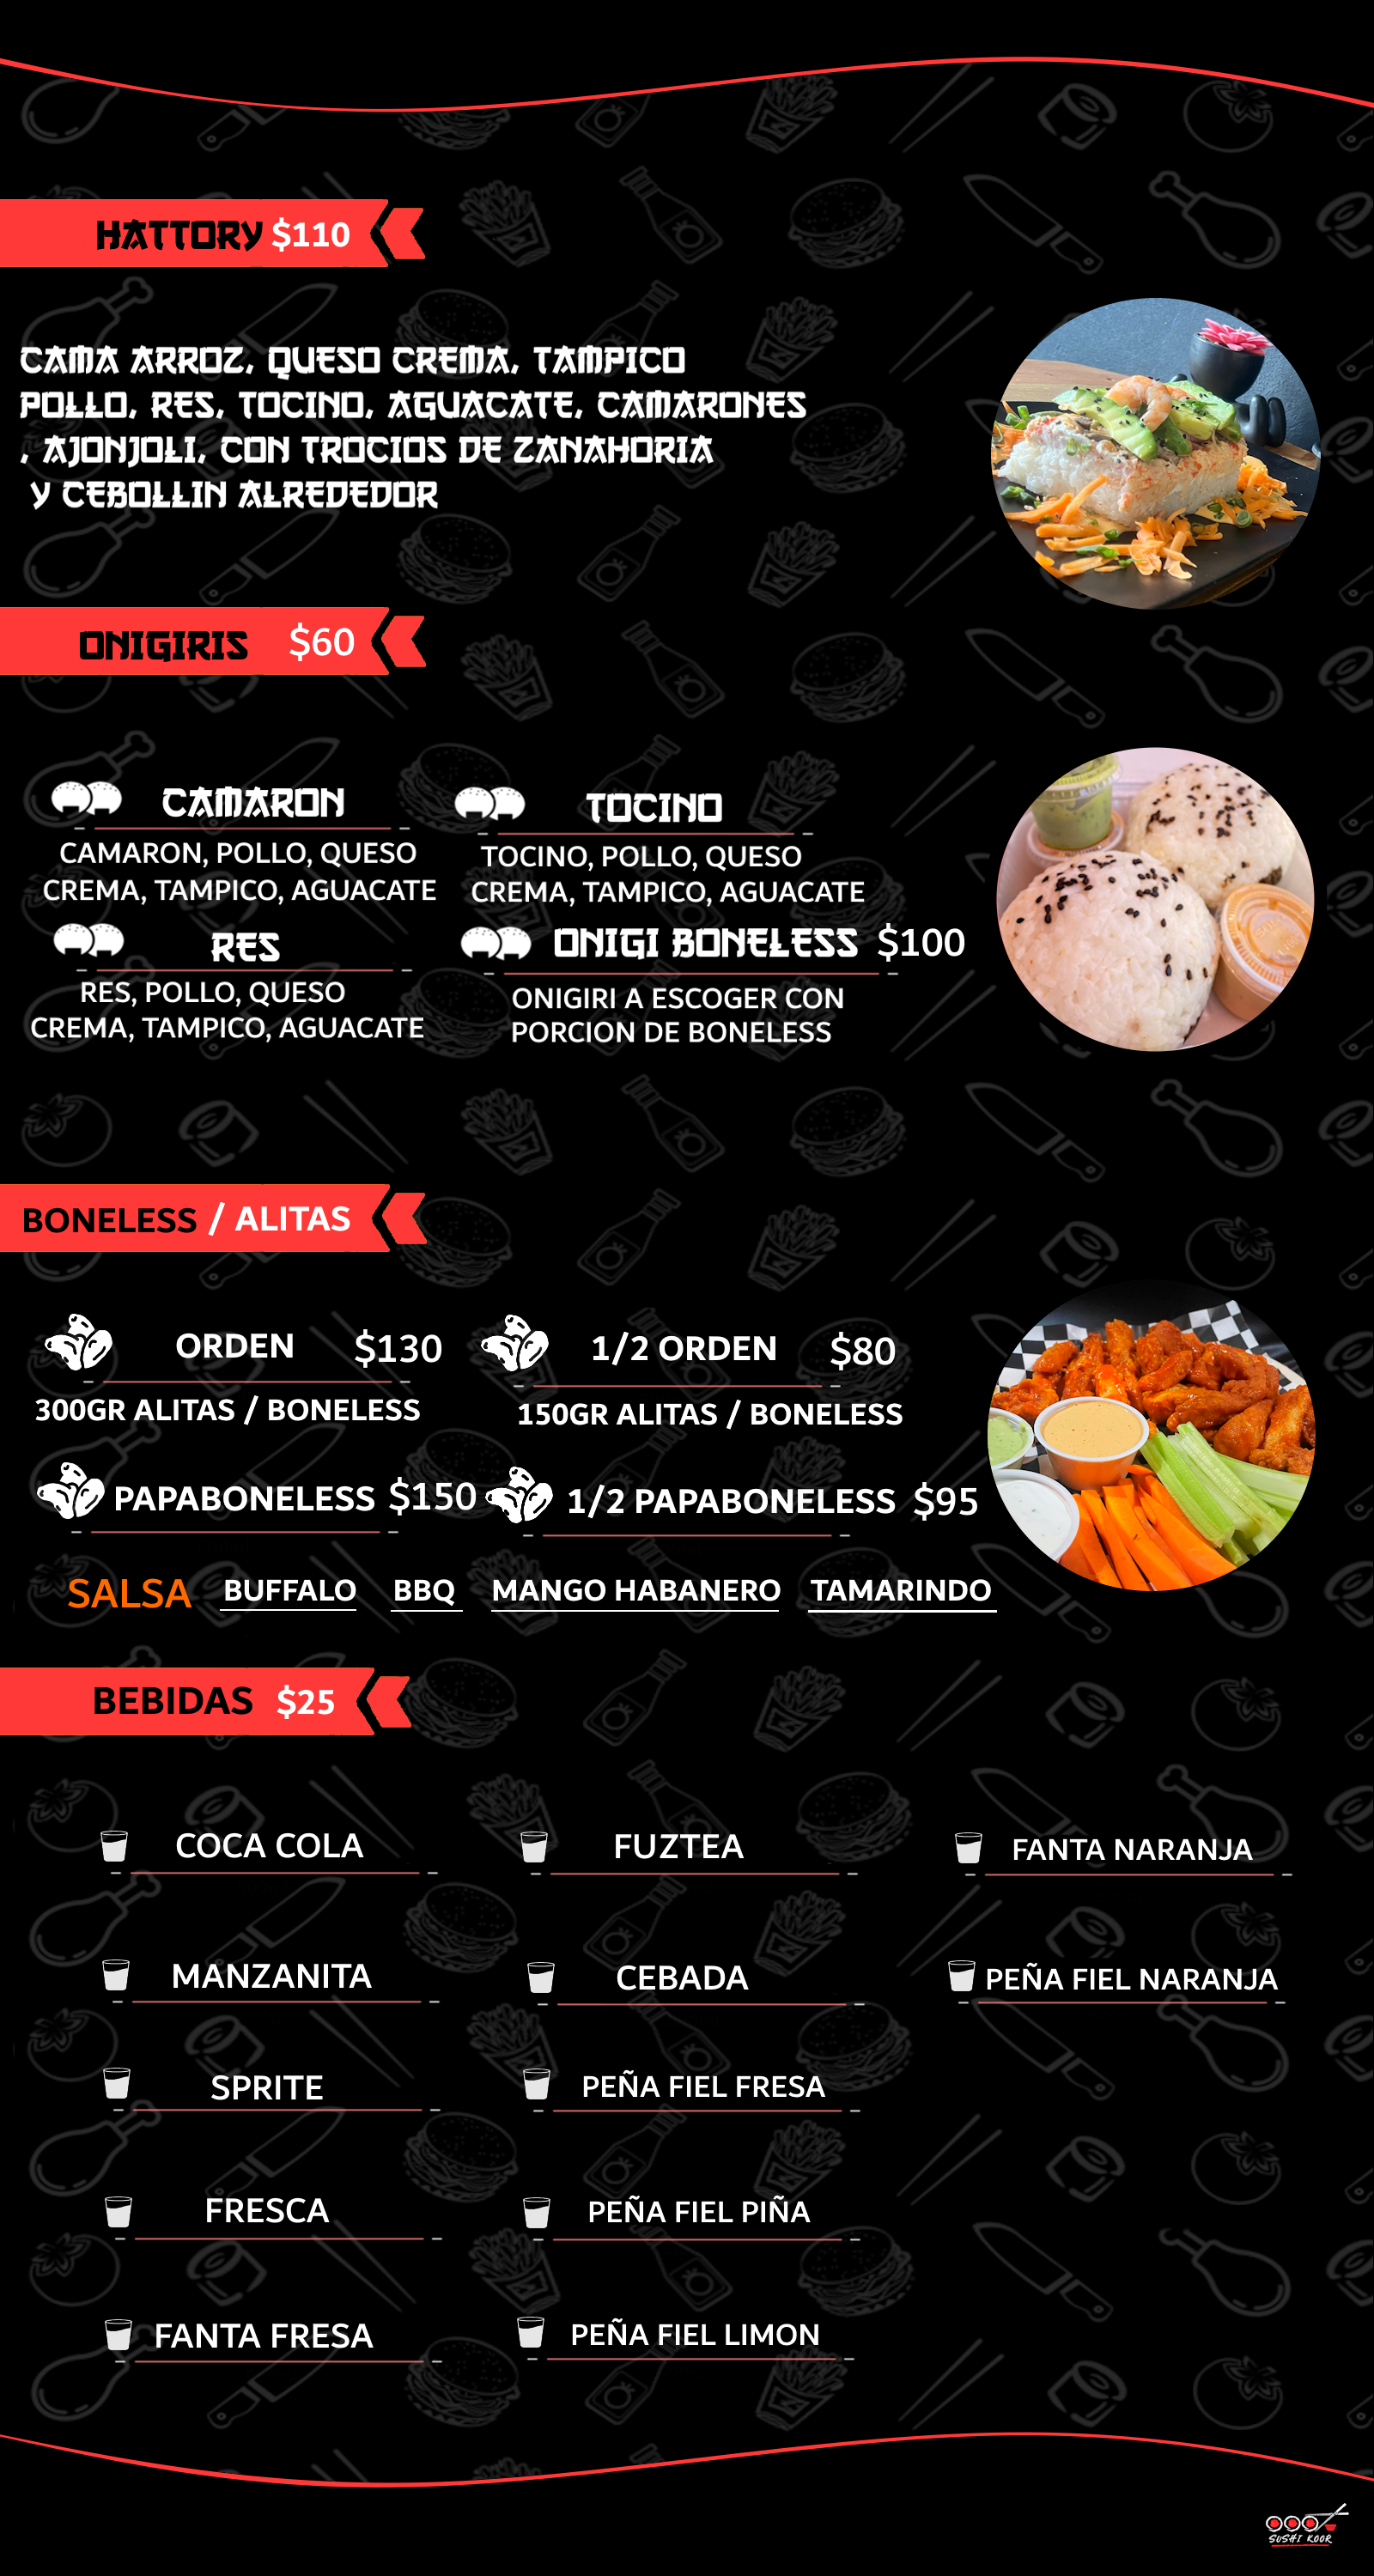 HATTORY $110
CAMA ARROZ, QUESO CREMA, TAMPICO
POLLO, RES, TOCINO, AGUACATE, CAMARONES
, AJONJOLI, CON TROCIOS DE ZANAHORIA
Y CEBOLLIN ALREDEDOR
ONIGIRIS $60
CAMARON
CAMARON, POLLO, QUESO
CREMA, TAMPICO, AGUACATE
TOCINO
TOCINO, POLLO, QUESO
CREMA, TAMPICO, AGUACATE
RES
RES, POLLO, QUESO
CREMA, TAMPICO, AGUACATE
ONIGI BONELESS $100
ONIGIRI A ESCOGER CON
PORCION DE BONELESS
BONELESS / ALITAS
ORDEN $130
300GR ALITAS / BONELESS
1/2 ORDEN $80
150GR ALITAS / BONELESS
PAPABONELESS $150
1/2 PAPABONELESS $95
SALSA BUFFALO BBQ MANGO HABANERO TAMARINDO
BEBIDAS $25
COCA COLA
FUZTEA
FANTA NARANJA
MANZANITA
CEBADA
PEÑA FIEL NARANJA
SPRITE
PEÑA FIEL FRESA
FRESCA
PEÑA FIEL PIÑA
FANTA FRESA
PEÑA FIEL LIMON
SUSHI KOOR